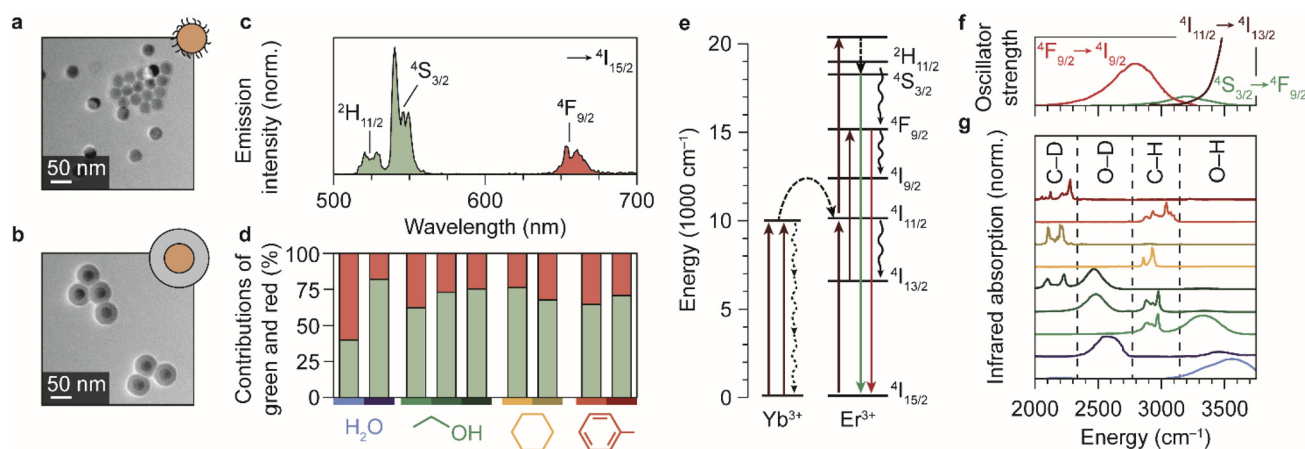 a
50 nm
b
50 nm
c
Emission
intensity (norm.)
²H₁₁/₂
⁴S₃/₂
→⁴I₁₅/₂
⁴F₉/₂
500
600
700
Wavelength (nm)
d
Contributions of
green and red (%)
100
75
50
25
0
H₂O
OH
e
Energy (1000 cm⁻¹)
20
15
10
5
0
²H₁₁/₂
⁴S₃/₂
⁴F₉/₂
⁴I₉/₂
⁴I₁₁/₂
⁴I₁₃/₂
⁴I₁₅/₂
Yb³⁺
Er³⁺
f
Oscillator
strength
⁴I₁₁/₂→⁴I₁₃/₂
⁴F₉/₂→⁴I₉/₂
⁴S₃/₂→⁴F₉/₂
g
Infrared absorption (norm.)
C–D
O–D
C–H
O–H
2000
2500
3000
3500
Energy (cm⁻¹)